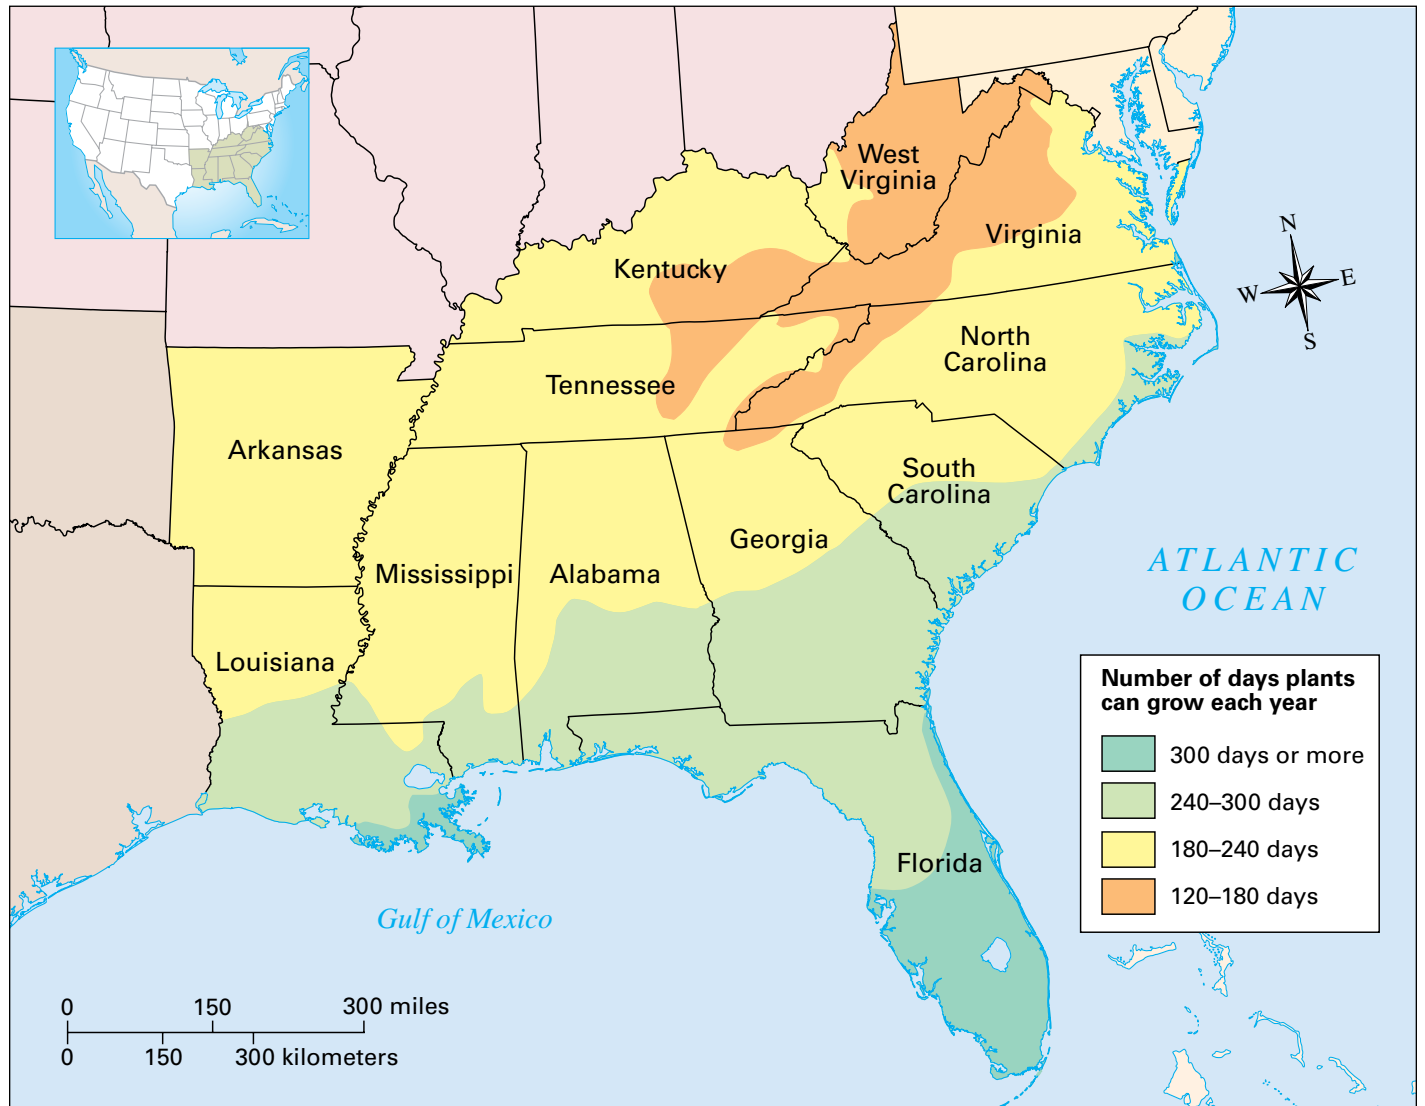 West
Virginia
Virginia
Kentucky
North
Carolina
Tennessee
Arkansas
South
Carolina
Georgia
Mississippi
Alabama
Louisiana
Florida
N
W
E
S
ATLANTIC
OCEAN
Gulf of Mexico
Number of days plants
can grow each year
300 days or more
240–300 days
180–240 days
120–180 days
0 150 300 miles
0 150 300 kilometers